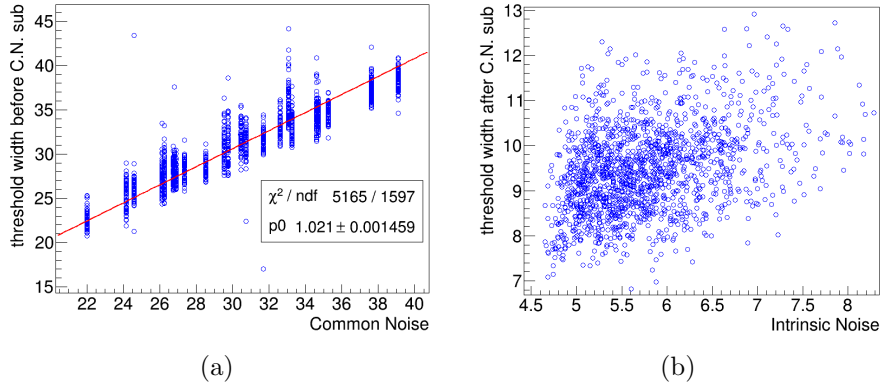 threshold width before C.N. sub
45
40
35
30
25
20
15
χ² / ndf 5165 / 1597
p0 1.021 ± 0.001459
22 24 26 28 30 32 34 36 38 40
Common Noise
(a)
threshold width after C.N. sub
13
12
11
10
9
8
7
4.5 5 5.5 6 6.5 7 7.5 8
Intrinsic Noise
(b)